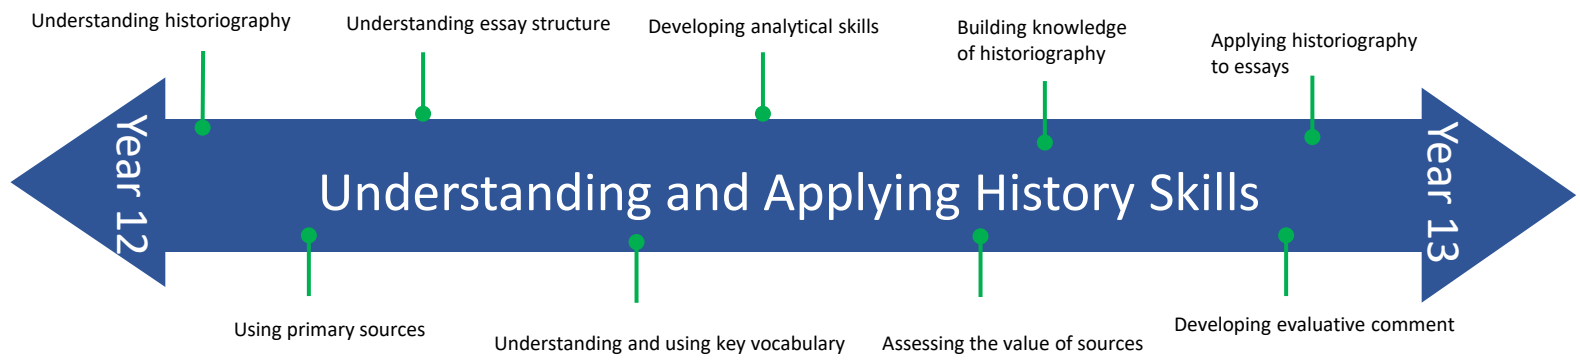 Understanding historiography
Understanding essay structure
Developing analytical skills
Building knowledge
of historiography
Applying historiography
to essays
Year 12
Understanding and Applying History Skills
Year 13
Using primary sources
Understanding and using key vocabulary
Assessing the value of sources
Developing evaluative comment